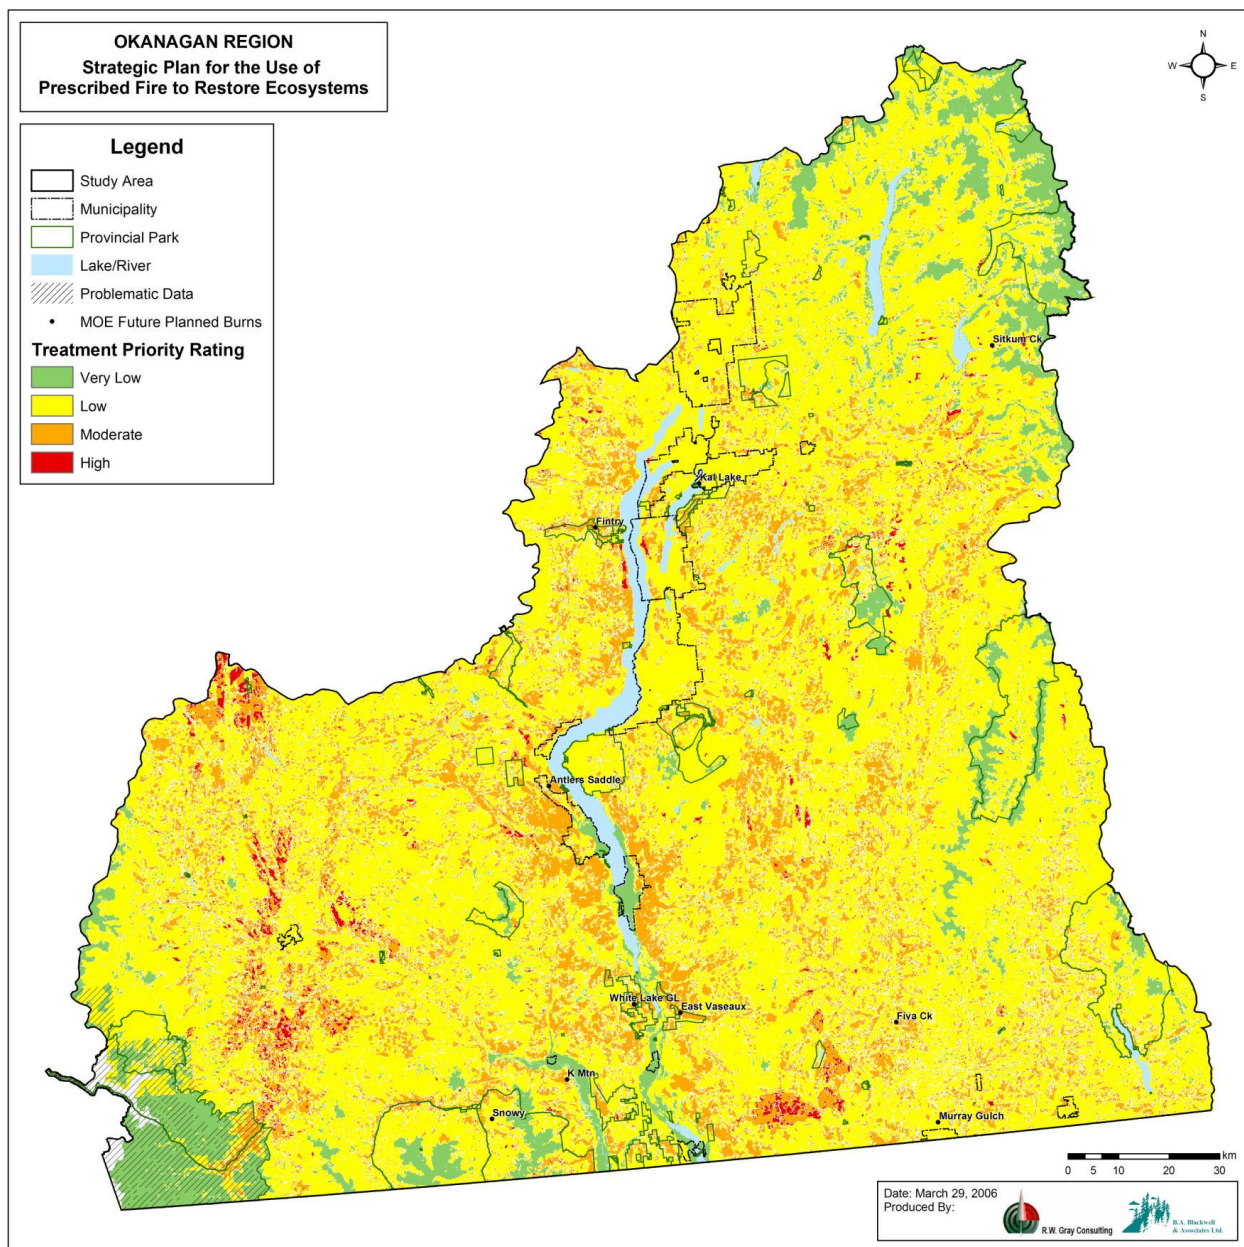 OKANAGAN REGION
Strategic Plan for the Use of
Prescribed Fire to Restore Ecosystems
N
W E
S
Legend
Study Area
Municipality
Provincial Park
Lake/River
Problematic Data
MOE Future Planned Burns
Treatment Priority Rating
Very Low
Low
Moderate
High
Sitkum Ck
Kal Lake
Fintry
Antlers Saddle
White Lake GL
East Vaseaux
Fiva Ck
K Mtn
Snowy
Murray Gulch
km
0 5 10 20 30
Date: March 29, 2006
Produced By:
R.W. Gray Consulting
B.A. Blackwell
& Associates Ltd.